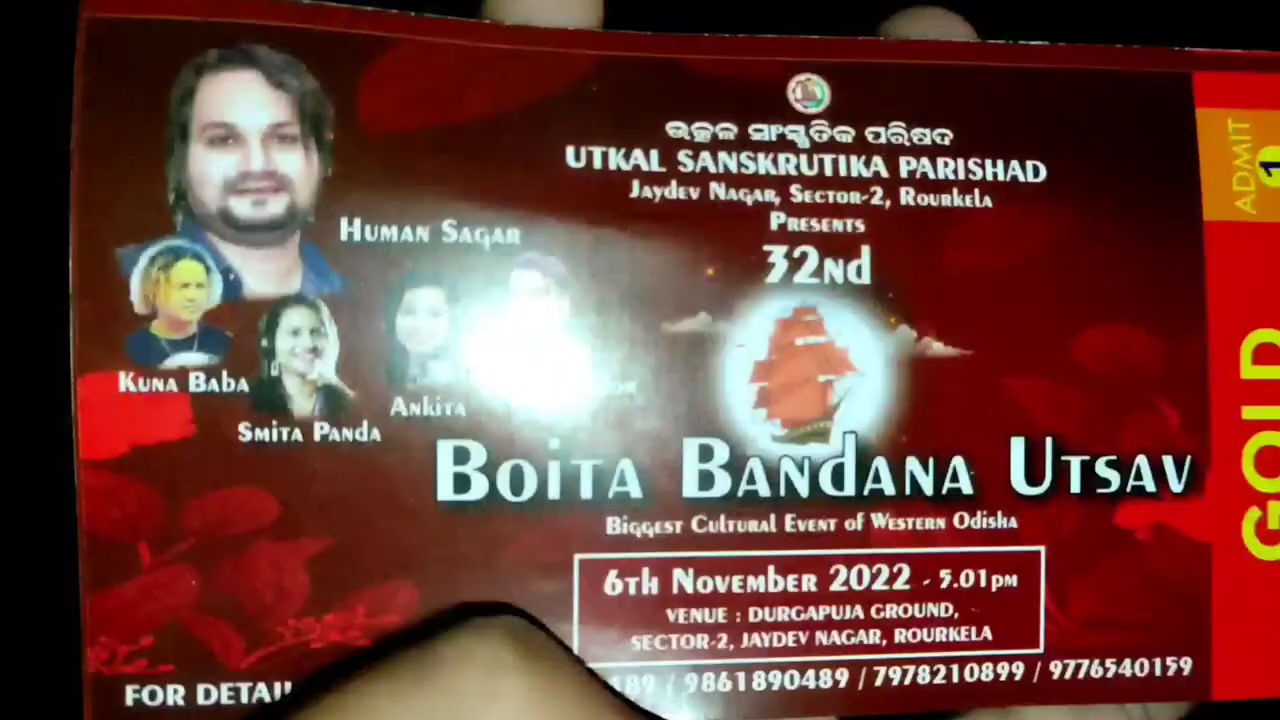 ଉତ୍କଳ ସାଂସ୍କୃତିକ ପରିଷଦ
UTKAL SANSKRUTIKA PARISHAD
JAYDEV NAGAR, SECTOR-2, ROURKELA
PRESENTS
32ND
HUMAN SAGAR
KUNA BABA
SMITA PANDA
ANKITA
BOITA BANDANA UTSAV
BIGGEST CULTURAL EVENT OF WESTERN ODISHA
6TH NOVEMBER 2022 - 5.01PM
VENUE : DURGAPUJA GROUND,
SECTOR-2, JAYDEV NAGAR, ROURKELA
FOR / 9861890489 / 7978210899 / 9776540159
ADMIT 1
GOLD